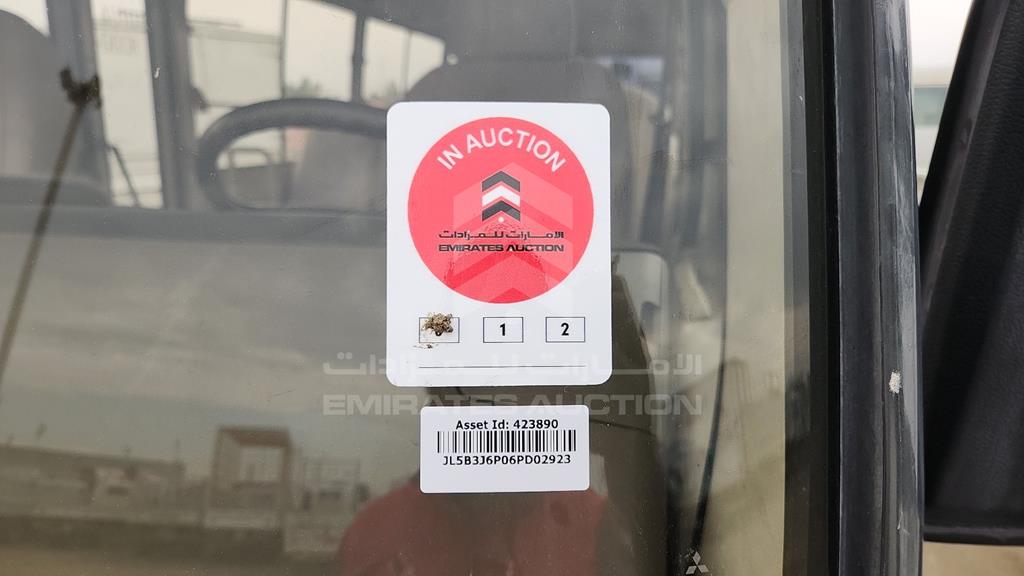 IN AUCTION
الامارات للمزادات
EMIRATES AUCTION
1 2
الامارات للمزادات
EMIRATES AUCTION
Asset Id: 423890
JL5B3J6P06PD02923